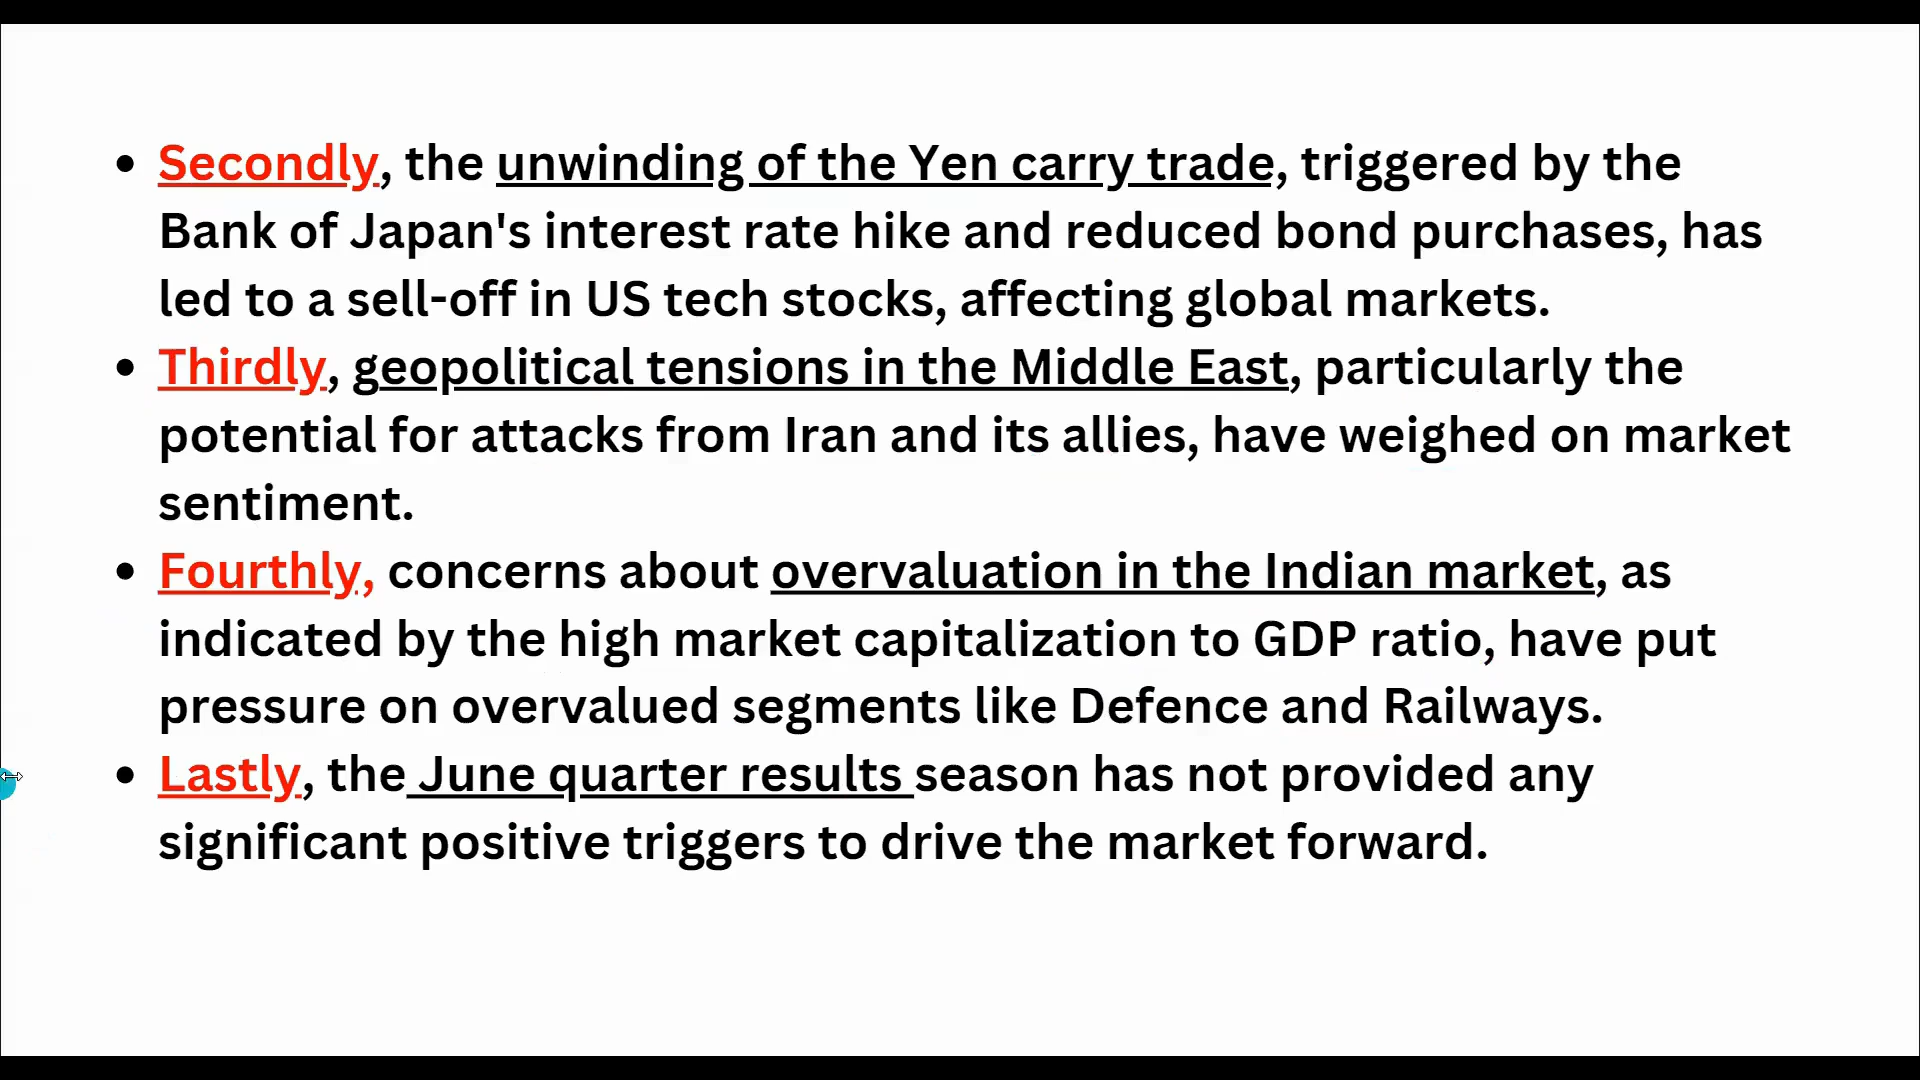 • Secondly, the unwinding of the Yen carry trade, triggered by the
Bank of Japan's interest rate hike and reduced bond purchases, has
led to a sell-off in US tech stocks, affecting global markets.
• Thirdly, geopolitical tensions in the Middle East, particularly the
potential for attacks from Iran and its allies, have weighed on market
sentiment.
• Fourthly, concerns about overvaluation in the Indian market, as
indicated by the high market capitalization to GDP ratio, have put
pressure on overvalued segments like Defence and Railways.
• Lastly, the June quarter results season has not provided any
significant positive triggers to drive the market forward.